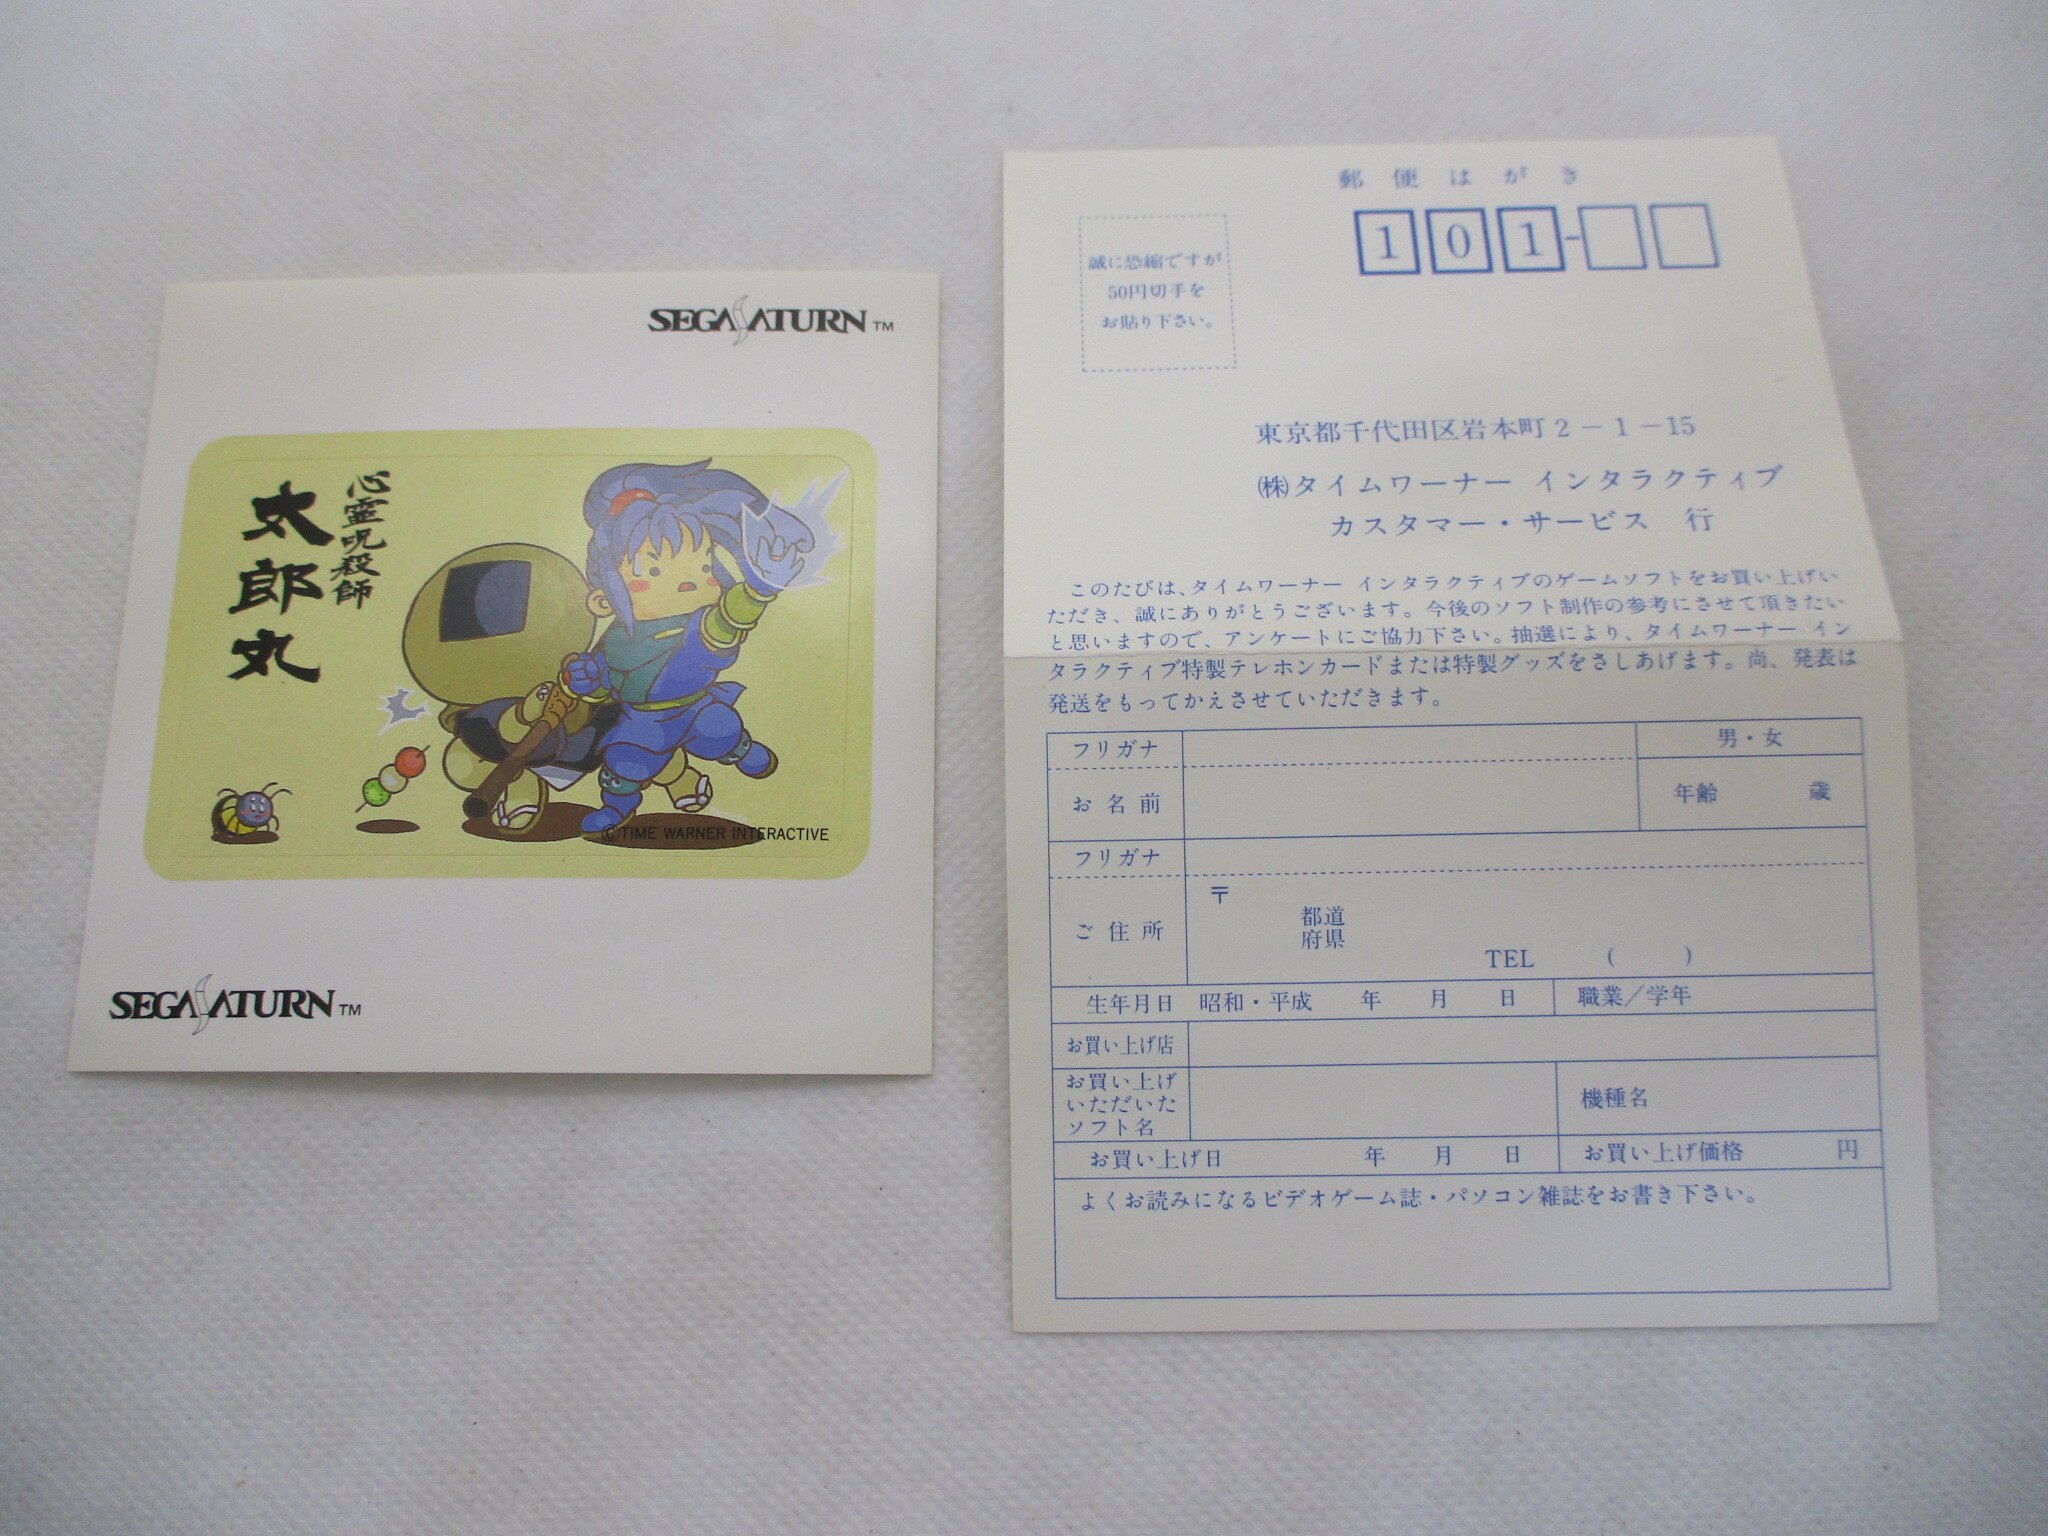 SEGA SATURN TM
心霊呪殺師
太郎丸
©TIME WARNER INTERACTIVE
SEGA SATURN TM
郵便はがき
101-
誠に恐縮ですが
50円切手を
お貼り下さい。
東京都千代田区岩本町2-1-15
㈱タイムワーナー インタラクティブ
カスタマー・サービス 行
このたびは、タイムワーナー インタラクティブのゲームソフトをお買い上げい
ただき、誠にありがとうございます。今後のソフト制作の参考にさせて頂きたい
と思いますので、アンケートにご協力下さい。抽選により、タイムワーナー イン
タラクティブ特製テレホンカードまたは特製グッズをさしあげます。尚、発表は
発送をもってかえさせていただきます。
フリガナ
男・女
お名前
年齢 歳
フリガナ
ご住所
〒
都道
府県
TEL ( )
生年月日 昭和・平成 年 月 日
職業/学年
お買い上げ店
お買い上げ
いただいた
ソフト名
機種名
お買い上げ日 年 月 日
お買い上げ価格 円
よくお読みになるビデオゲーム誌・パソコン雑誌をお書き下さい。